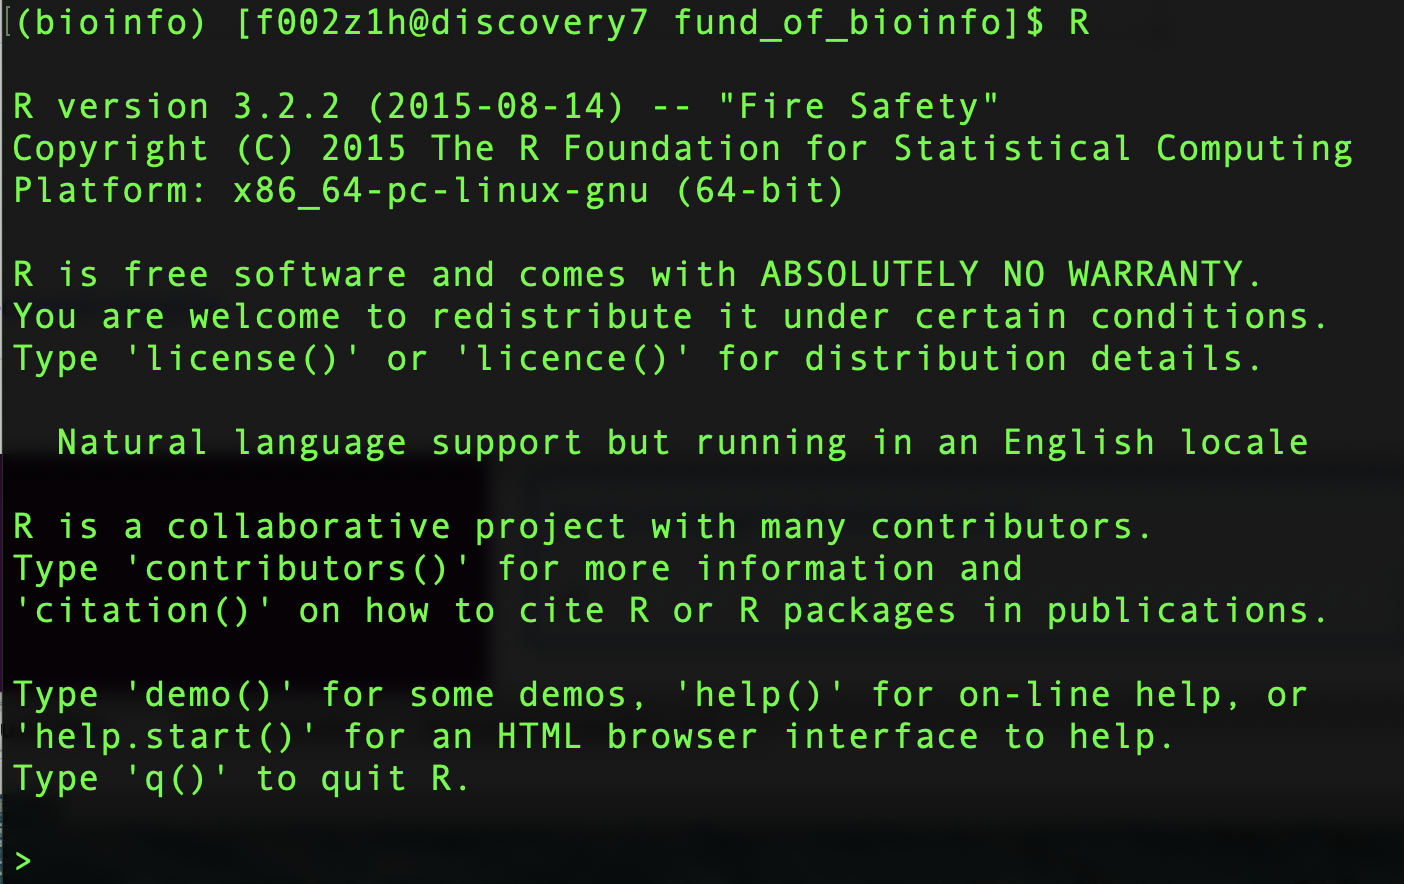 (bioinfo) [f002z1h@discovery7 fund_of_bioinfo]$ R
R version 3.2.2 (2015-08-14) -- "Fire Safety"
Copyright (C) 2015 The R Foundation for Statistical Computing
Platform: x86_64-pc-linux-gnu (64-bit)
R is free software and comes with ABSOLUTELY NO WARRANTY.
You are welcome to redistribute it under certain conditions.
Type 'license()' or 'licence()' for distribution details.
  Natural language support but running in an English locale
R is a collaborative project with many contributors.
Type 'contributors()' for more information and
'citation()' on how to cite R or R packages in publications.
Type 'demo()' for some demos, 'help()' for on-line help, or
'help.start()' for an HTML browser interface to help.
Type 'q()' to quit R.
>